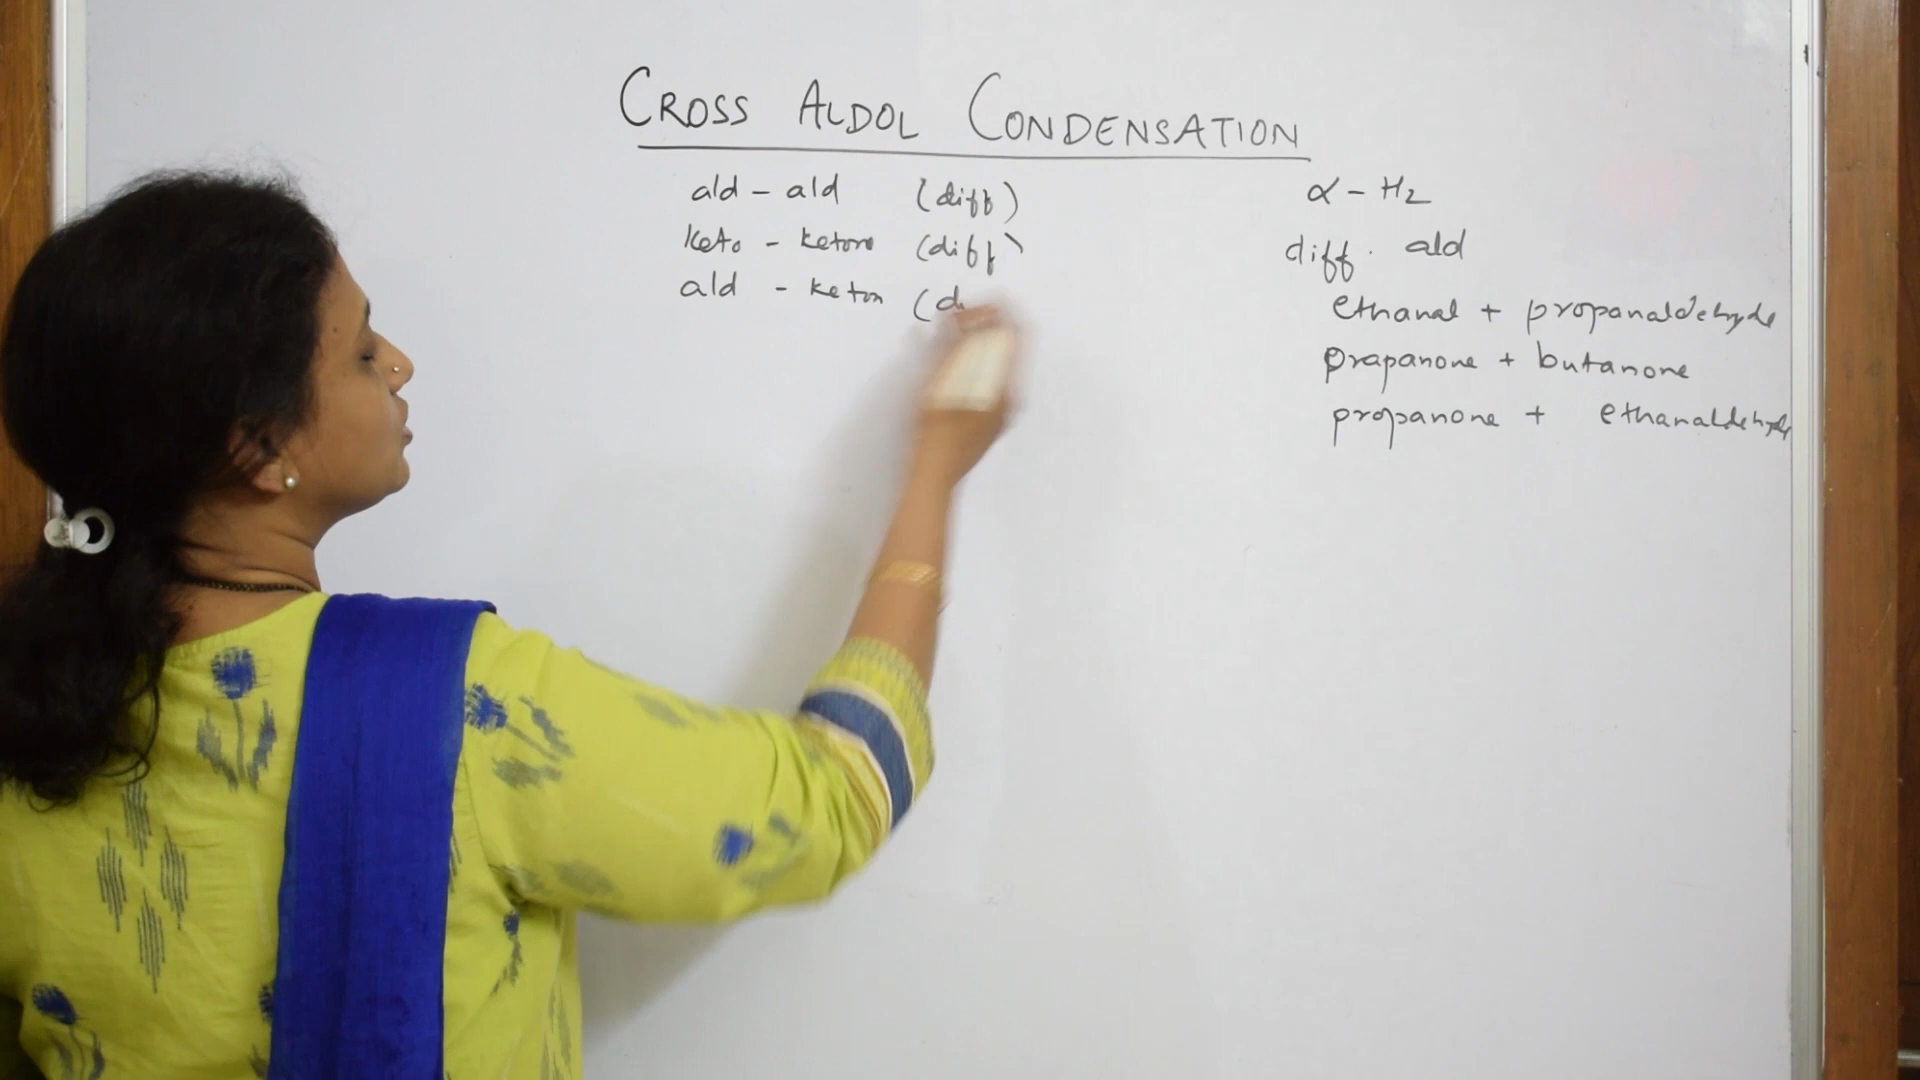 CROSS ALDOL CONDENSATION
ald - ald (diff)
keto - ketone (diff)
ald - keton (d
α - H2
diff. ald
ethanal + propanaldehyde
prapanone + butanone
propanone + ethanaldehyde